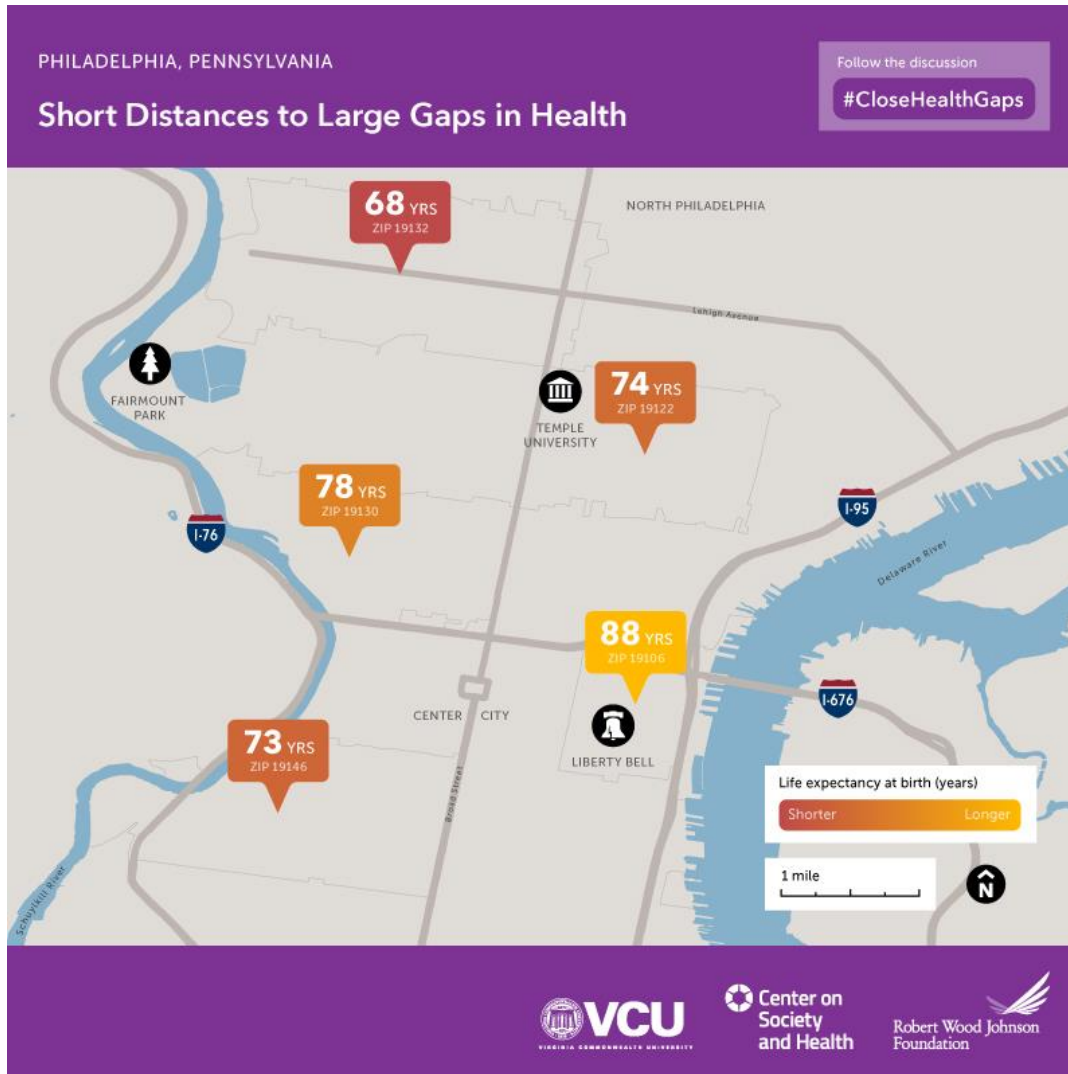 PHILADELPHIA, PENNSYLVANIA
Short Distances to Large Gaps in Health
Follow the discussion
#CloseHealthGaps
68 YRS
ZIP 19132
NORTH PHILADELPHIA
Lehigh Avenue
FAIRMOUNT
PARK
74 YRS
ZIP 19122
TEMPLE
UNIVERSITY
78 YRS
ZIP 19130
I-76
I-95
Delaware River
88 YRS
ZIP 19106
I-676
CENTER CITY
LIBERTY BELL
73 YRS
ZIP 19146
Broad Street
Schuylkill River
Life expectancy at birth (years)
Shorter Longer
1 mile
N
VCU
VIRGINIA COMMONWEALTH UNIVERSITY
Center on
Society
and Health
Robert Wood Johnson
Foundation